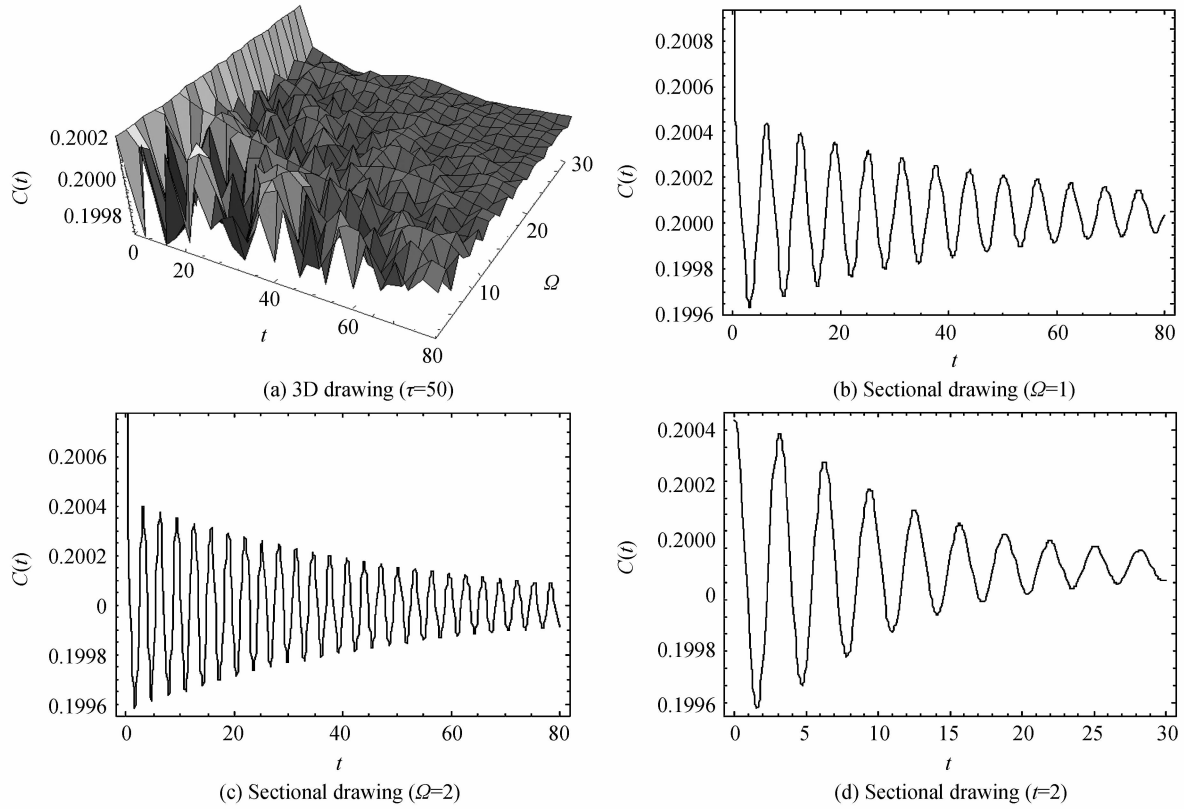 0.2002
0.2000
0.1998
C(t)
0
20
40
60
80
t
10
20
30
Ω
(a) 3D drawing (τ=50)
0.2008
0.2006
0.2004
0.2002
0.2000
0.1998
0.1996
C(t)
0 20 40 60 80
t
(b) Sectional drawing (Ω=1)
0.2006
0.2004
0.2002
0
0.1998
0.1996
C(t)
0 20 40 60 80
t
(c) Sectional drawing (Ω=2)
0.2004
0.2002
0.2000
0
0.1998
0.1996
C(t)
0 5 10 15 20 25 30
t
(d) Sectional drawing (t=2)